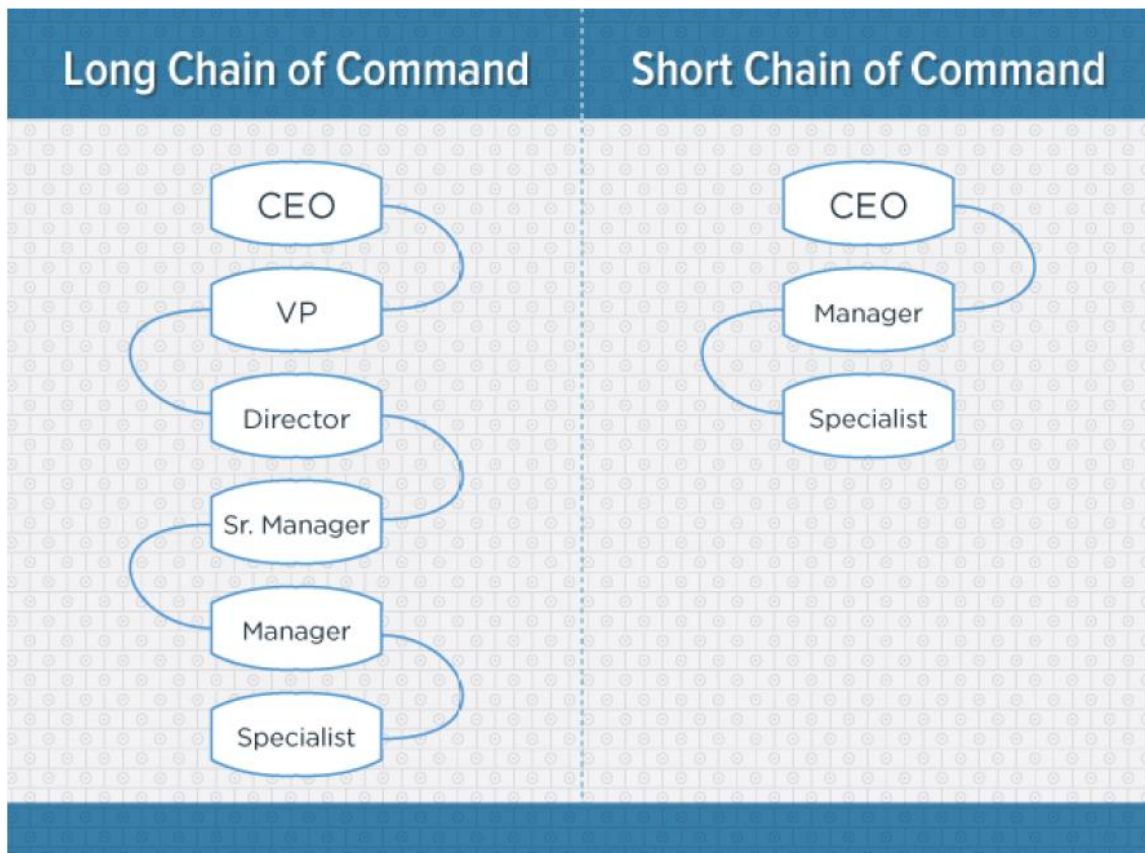 Long Chain of Command
CEO
VP
Director
Sr. Manager
Manager
Specialist
Short Chain of Command
CEO
Manager
Specialist